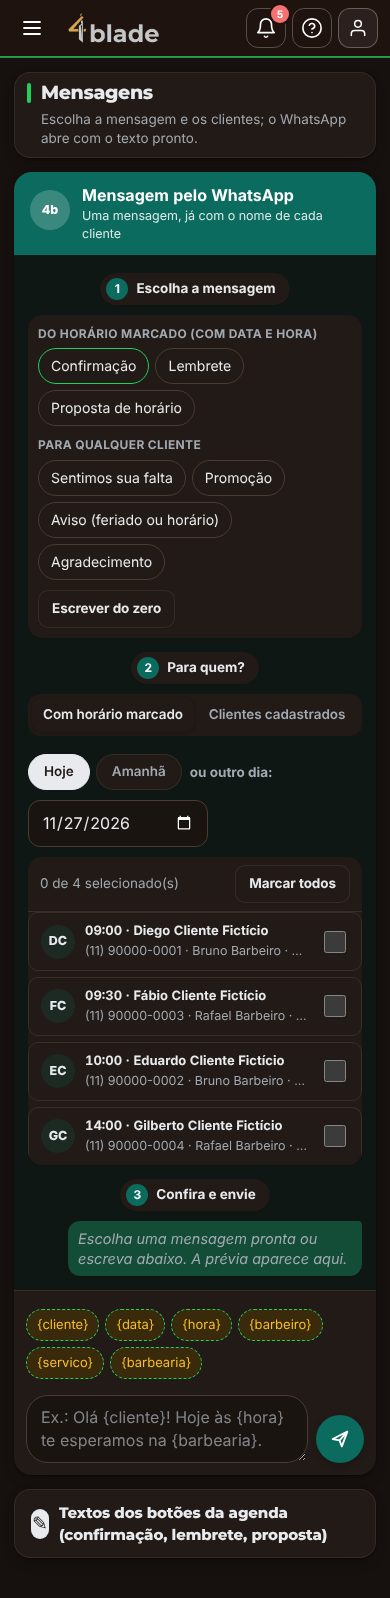 4blade
5
Mensagens
Escolha a mensagem e os clientes; o WhatsApp
abre com o texto pronto.
4b
Mensagem pelo WhatsApp
Uma mensagem, já com o nome de cada
cliente
1 Escolha a mensagem
DO HORÁRIO MARCADO (COM DATA E HORA)
Confirmação Lembrete
Proposta de horário
PARA QUALQUER CLIENTE
Sentimos sua falta Promoção
Aviso (feriado ou horário)
Agradecimento
Escrever do zero
2 Para quem?
Com horário marcado Clientes cadastrados
Hoje Amanhã ou outro dia:
11/27/2026
0 de 4 selecionado(s) Marcar todos
DC
09:00 · Diego Cliente Fictício
(11) 90000-0001 · Bruno Barbeiro · ...
FC
09:30 · Fábio Cliente Fictício
(11) 90000-0003 · Rafael Barbeiro · ...
EC
10:00 · Eduardo Cliente Fictício
(11) 90000-0002 · Bruno Barbeiro · ...
GC
14:00 · Gilberto Cliente Fictício
(11) 90000-0004 · Rafael Barbeiro · ...
3 Confira e envie
Escolha uma mensagem pronta ou
escreva abaixo. A prévia aparece aqui.
{cliente} {data} {hora} {barbeiro}
{servico} {barbearia}
Ex.: Olá {cliente}! Hoje às {hora}
te esperamos na {barbearia}.
Textos dos botões da agenda
(confirmação, lembrete, proposta)